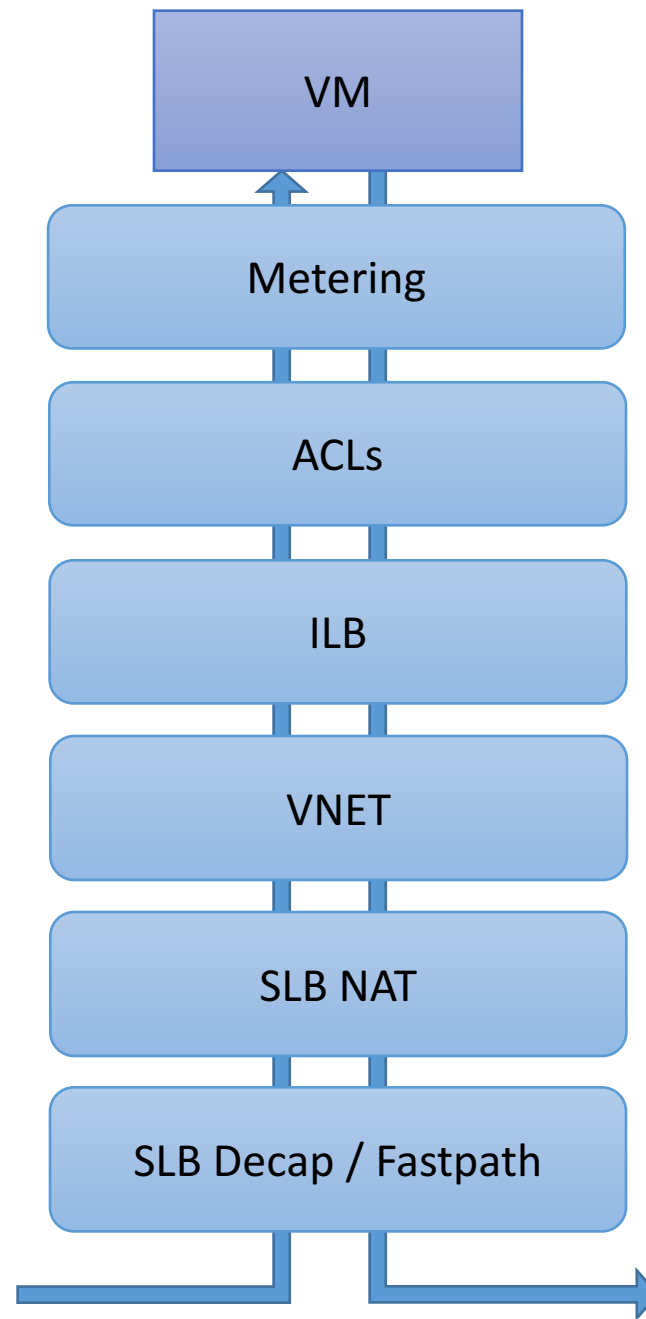 VM
Metering
ACLs
ILB
VNET
SLB NAT
SLB Decap / Fastpath